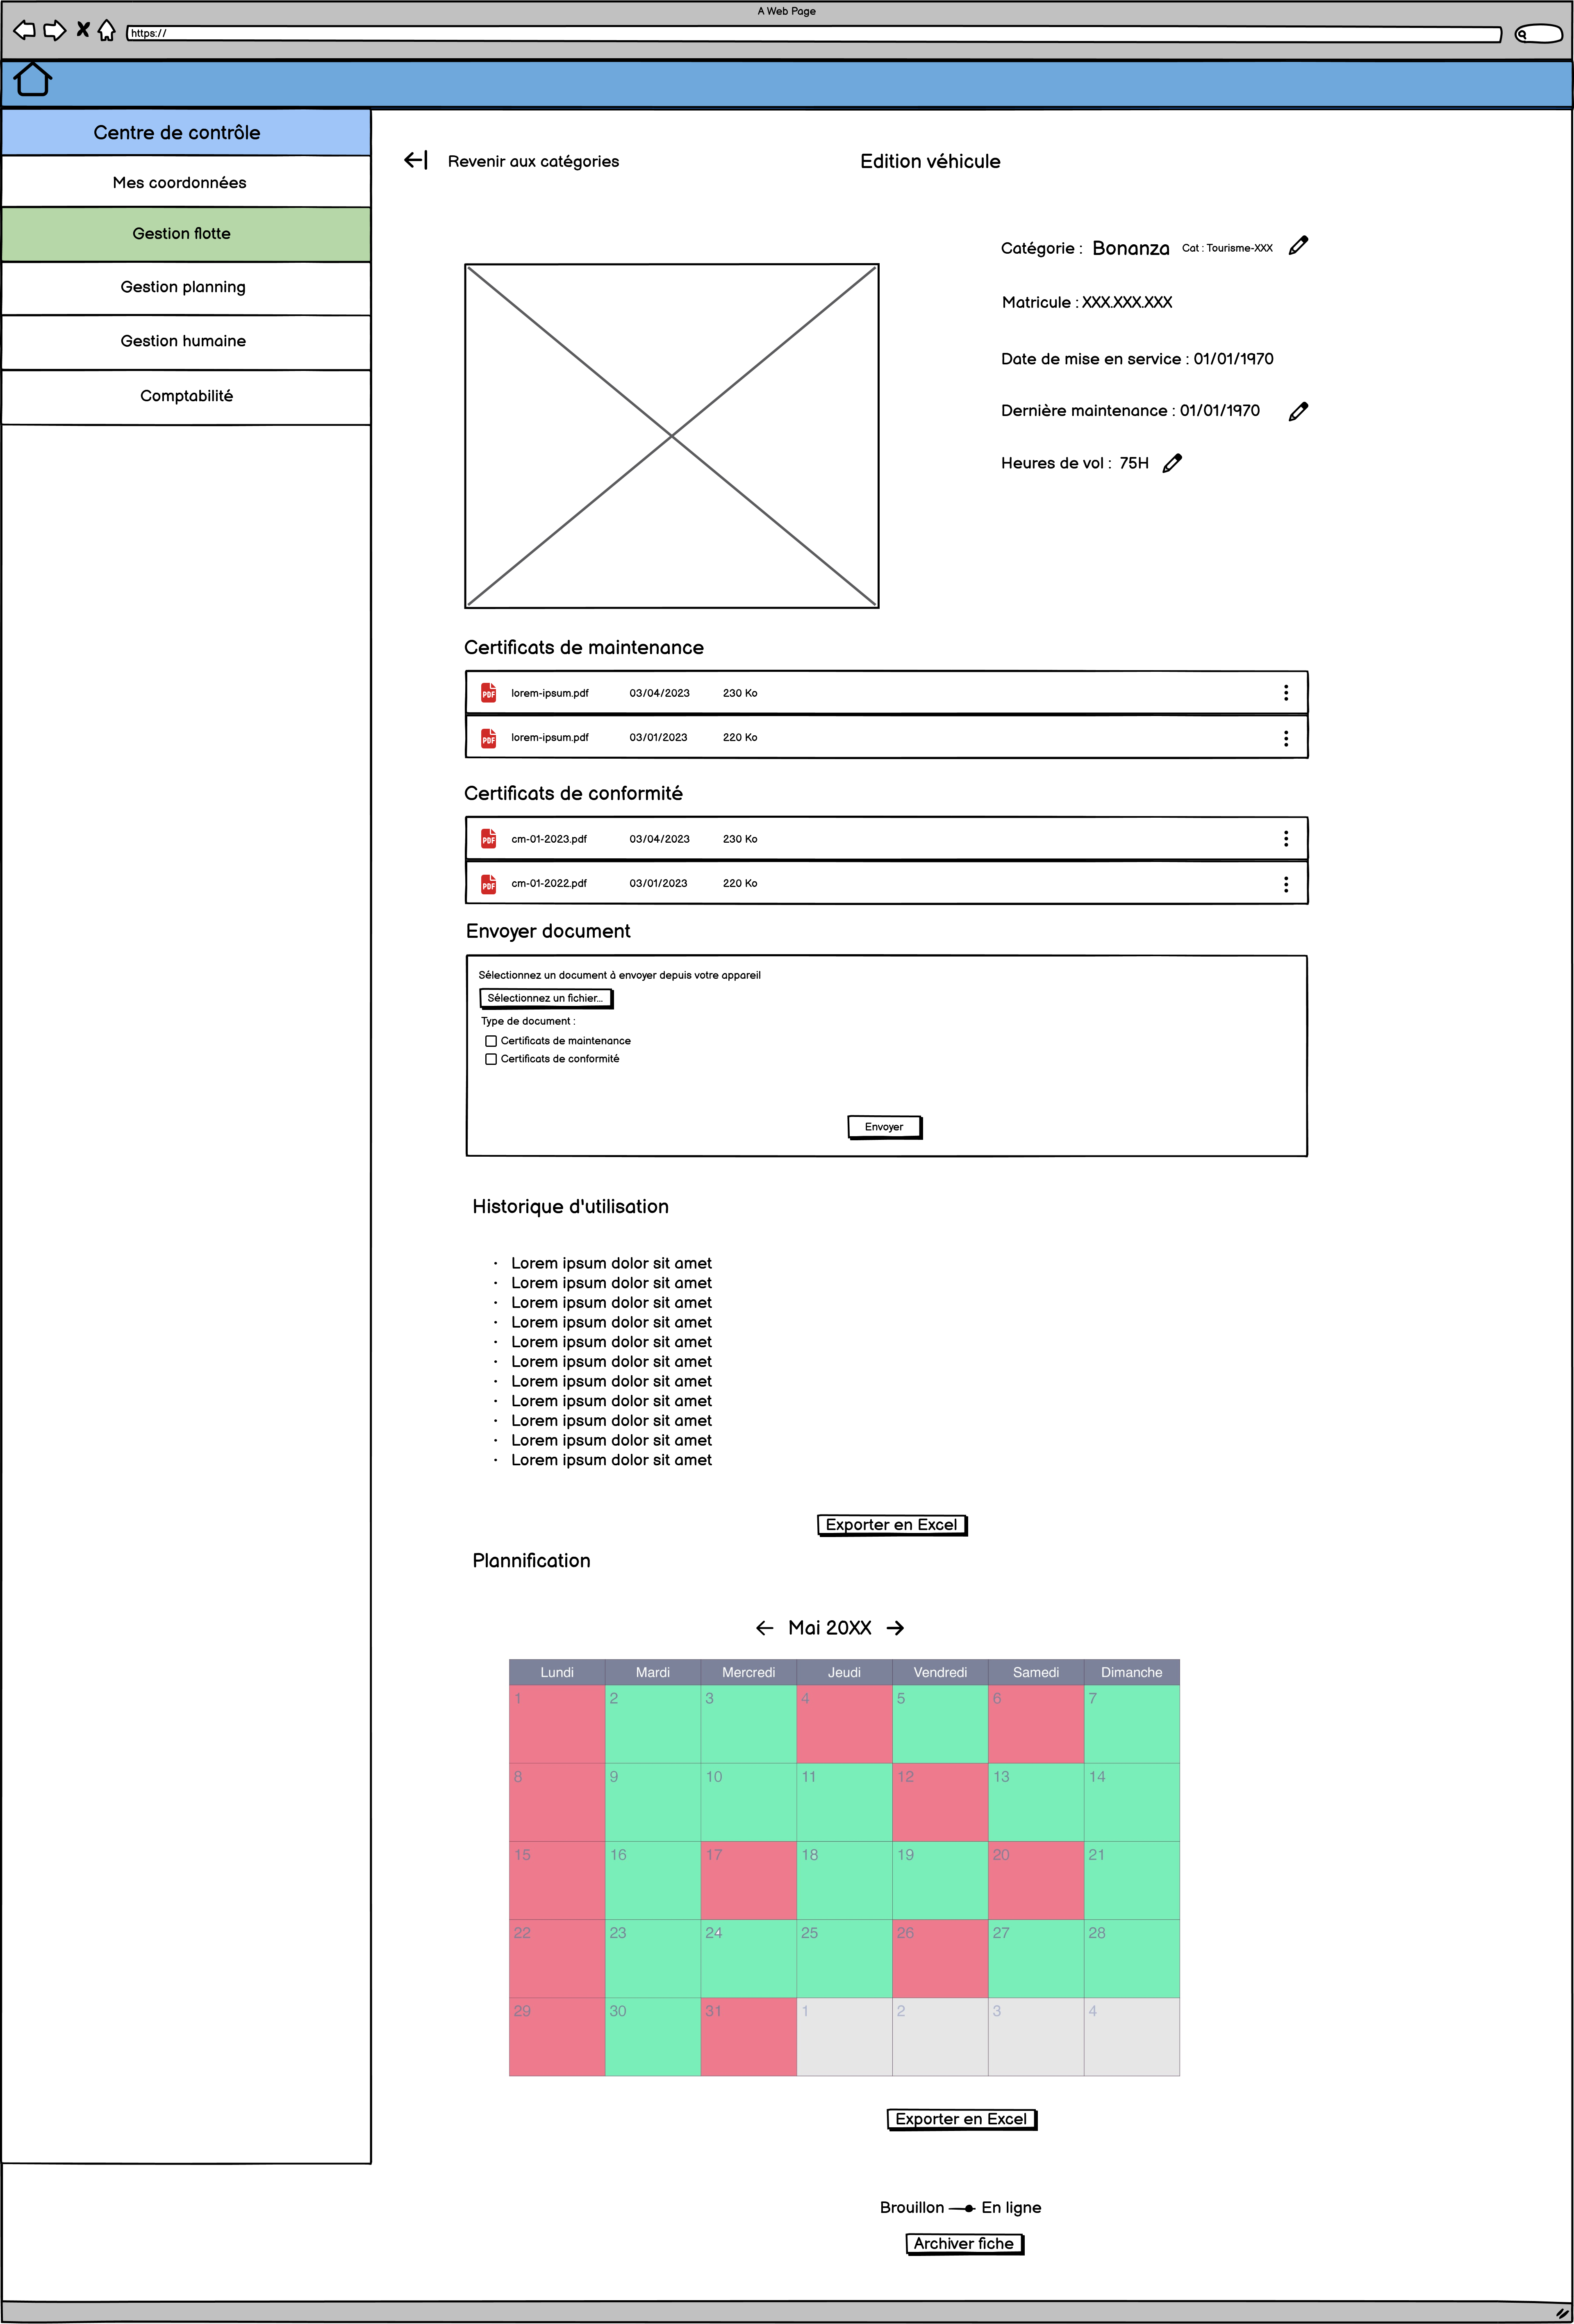 A Web Page
https://
Centre de contrôle
Mes coordonnées
Gestion flotte
Gestion planning
Gestion humaine
Comptabilité
Revenir aux catégories
Edition véhicule
Catégorie : Bonanza Cat : Tourisme-XXX
Matricule : XXX.XXX.XXX
Date de mise en service : 01/01/1970
Dernière maintenance : 01/01/1970
Heures de vol : 75H
Certificats de maintenance
PDF lorem-ipsum.pdf 03/04/2023 230 Ko
PDF lorem-ipsum.pdf 03/01/2023 220 Ko
Certificats de conformité
PDF cm-01-2023.pdf 03/04/2023 230 Ko
PDF cm-01-2022.pdf 03/01/2023 220 Ko
Envoyer document
Sélectionnez un document à envoyer depuis votre appareil
Sélectionnez un fichier...
Type de document :
Certificats de maintenance
Certificats de conformité
Envoyer
Historique d'utilisation
· Lorem ipsum dolor sit amet
· Lorem ipsum dolor sit amet
· Lorem ipsum dolor sit amet
· Lorem ipsum dolor sit amet
· Lorem ipsum dolor sit amet
· Lorem ipsum dolor sit amet
· Lorem ipsum dolor sit amet
· Lorem ipsum dolor sit amet
· Lorem ipsum dolor sit amet
· Lorem ipsum dolor sit amet
· Lorem ipsum dolor sit amet
Exporter en Excel
Plannification
Mai 20XX
Lundi Mardi Mercredi Jeudi Vendredi Samedi Dimanche
1 2 3 4 5 6 7
8 9 10 11 12 13 14
15 16 17 18 19 20 21
22 23 24 25 26 27 28
29 30 31 1 2 3 4
Exporter en Excel
Brouillon En ligne
Archiver fiche